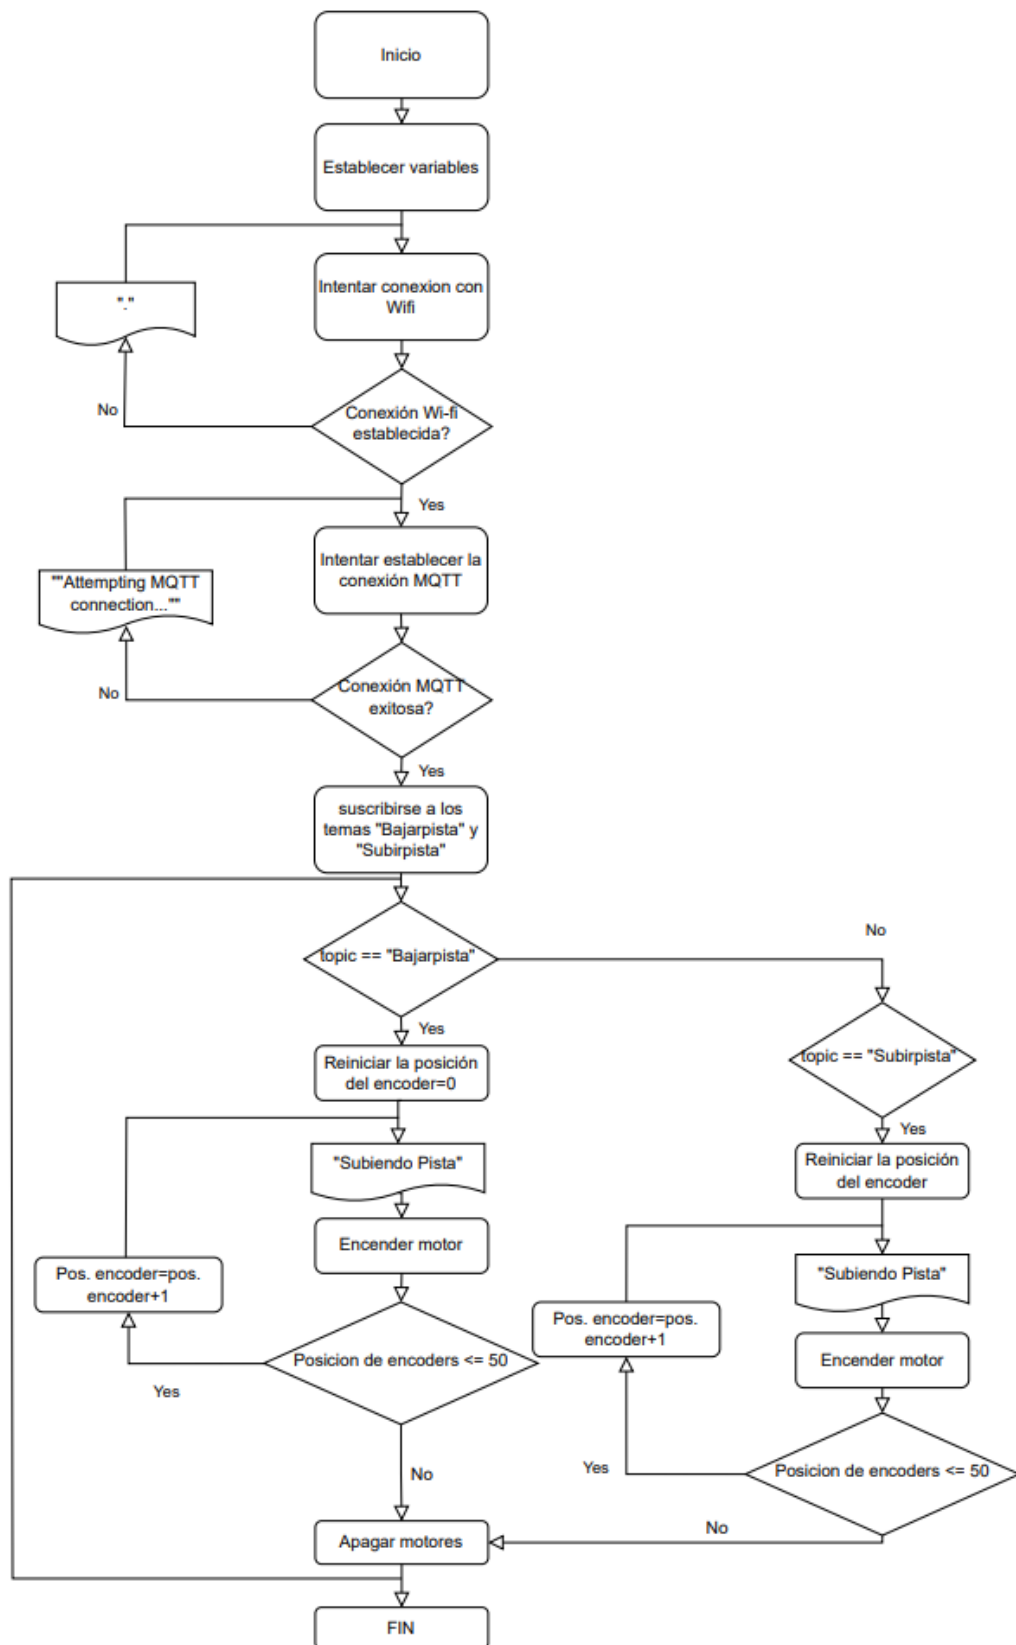 Inicio
Establecer variables
Intentar conexion con
Wifi
"."
No
Conexión Wi-fi
establecida?
Yes
Intentar establecer la
conexión MQTT
""Attempting MQTT
connection...""
No
Conexión MQTT
exitosa?
Yes
suscribirse a los
temas "Bajarpista" y
"Subirpista"
topic == "Bajarpista"
No
Yes
topic == "Subirpista"
Reiniciar la posición
del encoder=0
Yes
"Subiendo Pista"
Reiniciar la posición
del encoder
Encender motor
Pos. encoder=pos.
encoder+1
"Subiendo Pista"
Pos. encoder=pos.
encoder+1
Posicion de encoders <= 50
Encender motor
Yes
No
Yes
Posicion de encoders <= 50
No
Apagar motores
FIN